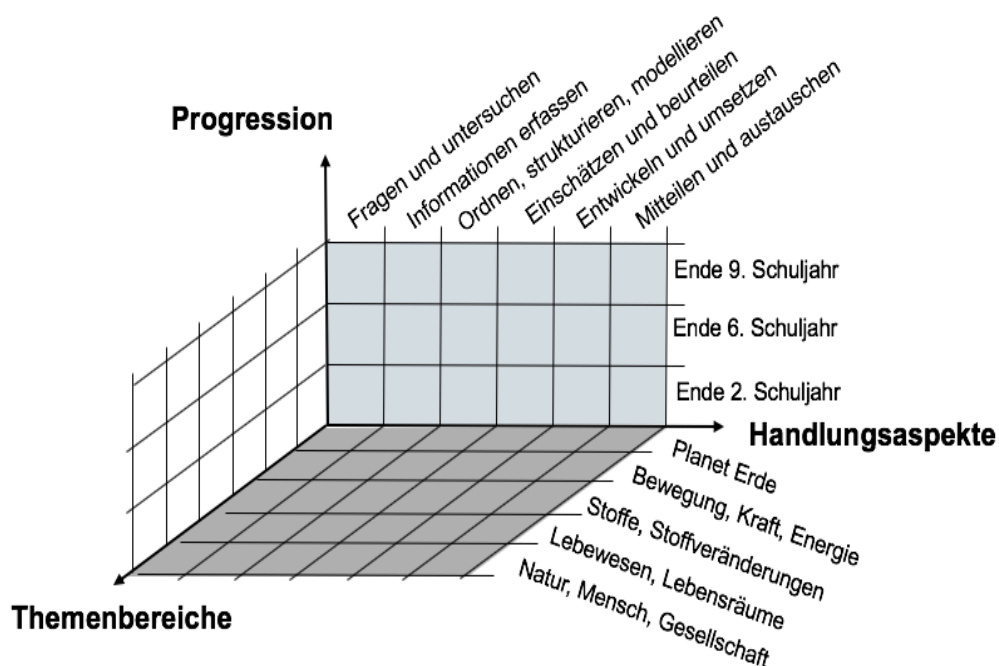 Progression
Fragen und untersuchen
Informationen erfassen
Ordnen, strukturieren, modellieren
Einschätzen und beurteilen
Entwickeln und umsetzen
Mitteilen und austauschen
Ende 9. Schuljahr
Ende 6. Schuljahr
Ende 2. Schuljahr
Handlungsaspekte
Planet Erde
Bewegung, Kraft, Energie
Stoffe, Stoffveränderungen
Lebewesen, Lebensräume
Natur, Mensch, Gesellschaft
Themenbereiche